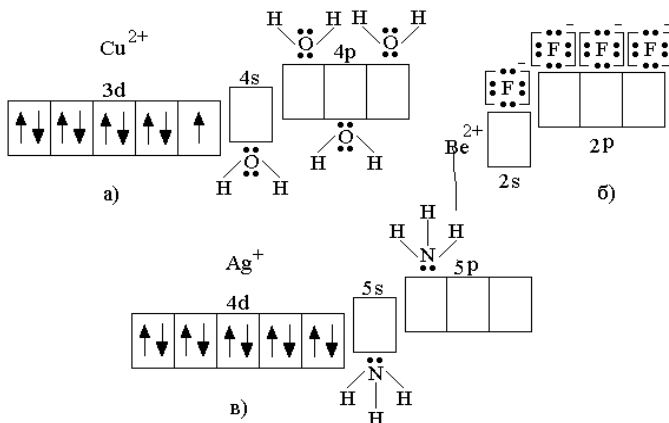 Cu2+
3d
4s
4p
H O H
H O H
H O H
H O H
а)
Be2+
2s
2p
F−
F− F− F−
б)
Ag+
4d
5s
5p
H
H N H
H N H
H
в)